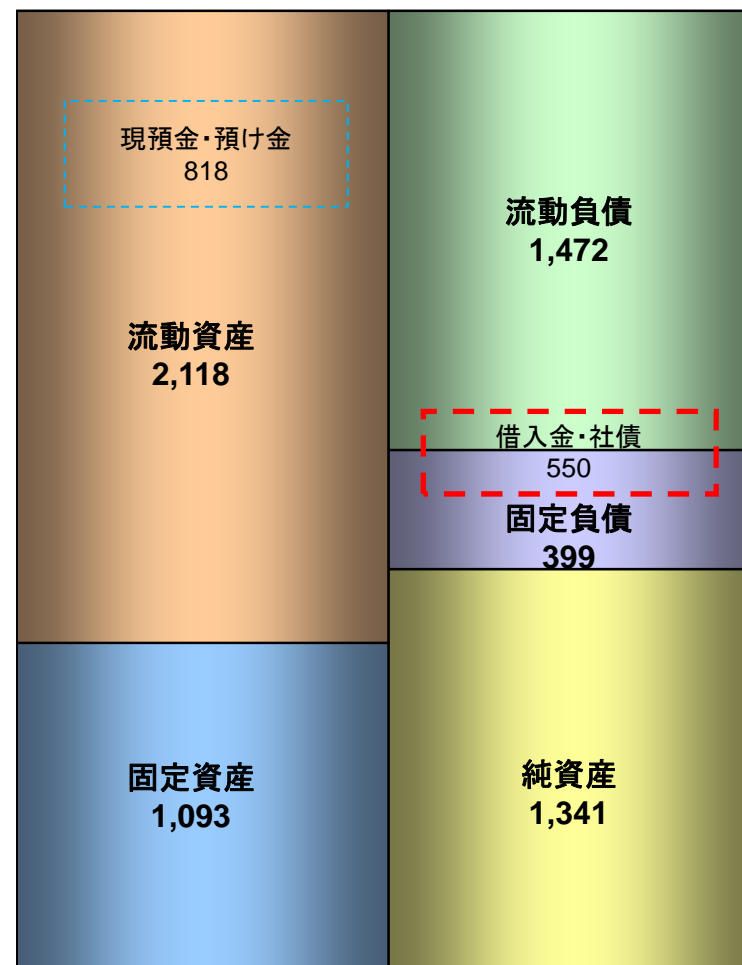 現預金・預け金
818
流動資産
2,118
固定資産
1,093
流動負債
1,472
借入金・社債
550
固定負債
399
純資産
1,341